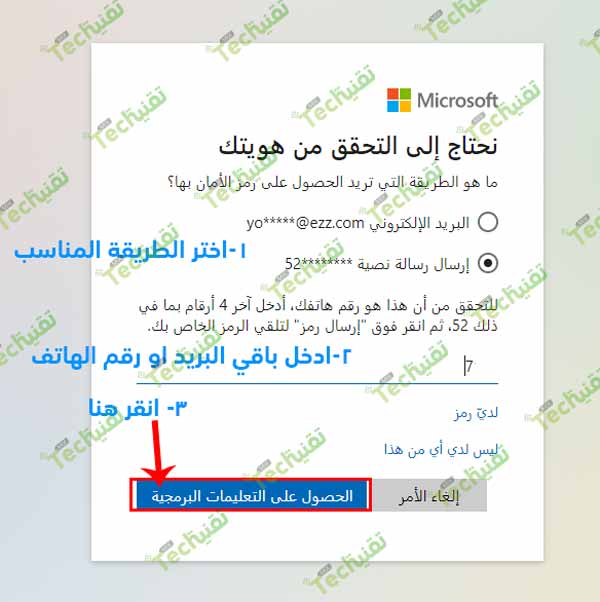 Microsoft
نحتاج إلى التحقق من هويتك
ما هو الطريقة التي تريد الحصول على رمز الأمان بها؟
البريد الإلكتروني yo*****@ezz.com
١-اختر الطريقة المناسب
إرسال رسالة نصية ********52
للتحقق من أن هذا هو رقم هاتفك، أدخل آخر 4 أرقام بما في
ذلك 52، ثم انقر فوق "إرسال رمز" لتلقي الرمز الخاص بك.
٢-ادخل باقي البريد او رقم الهاتف
7
٣- انقر هنا
لديّ رمز
ليس لدي أي من هذا
إلغاء الأمر
الحصول على التعليمات البرمجية
تقني Tech